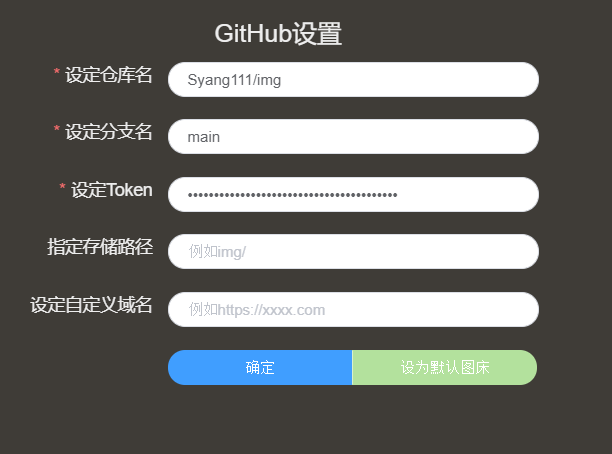 GitHub设置
* 设定仓库名 Syang111/img
* 设定分支名 main
* 设定Token ••••••••••••••••••••••••••••••••••••••••
指定存储路径 例如img/
设定自定义域名 例如https://xxxx.com
确定 设为默认图床